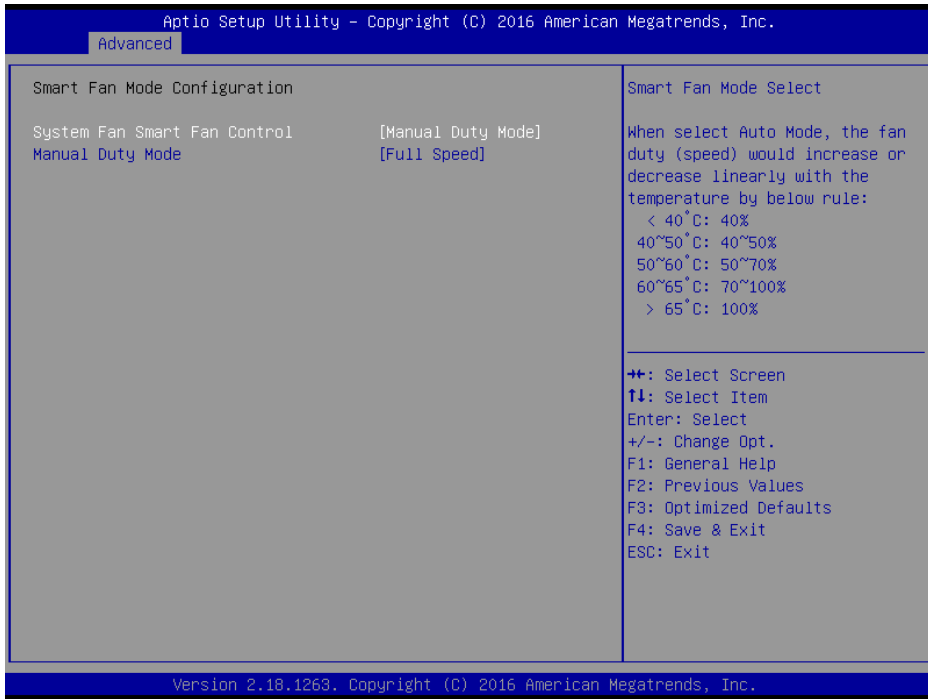 Aptio Setup Utility – Copyright (C) 2016 American Megatrends, Inc.
Advanced
Smart Fan Mode Configuration
System Fan Smart Fan Control [Manual Duty Mode]
Manual Duty Mode [Full Speed]
Smart Fan Mode Select
When select Auto Mode, the fan
duty (speed) would increase or
decrease linearly with the
temperature by below rule:
< 40°C: 40%
40~50°C: 40~50%
50~60°C: 50~70%
60~65°C: 70~100%
> 65°C: 100%
→←: Select Screen
↑↓: Select Item
Enter: Select
+/-: Change Opt.
F1: General Help
F2: Previous Values
F3: Optimized Defaults
F4: Save & Exit
ESC: Exit
Version 2.18.1263. Copyright (C) 2016 American Megatrends, Inc.